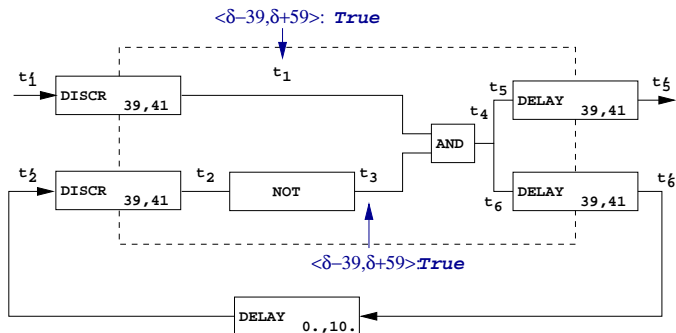 <δ−39,δ+59>: True
t'1
DISCR 39,41
t1
t4
t5
DELAY 39,41
t'5
AND
t'2
DISCR 39,41
t2
NOT
t3
t6
DELAY 39,41
t'6
<δ−39,δ+59>:True
DELAY 0.,10.